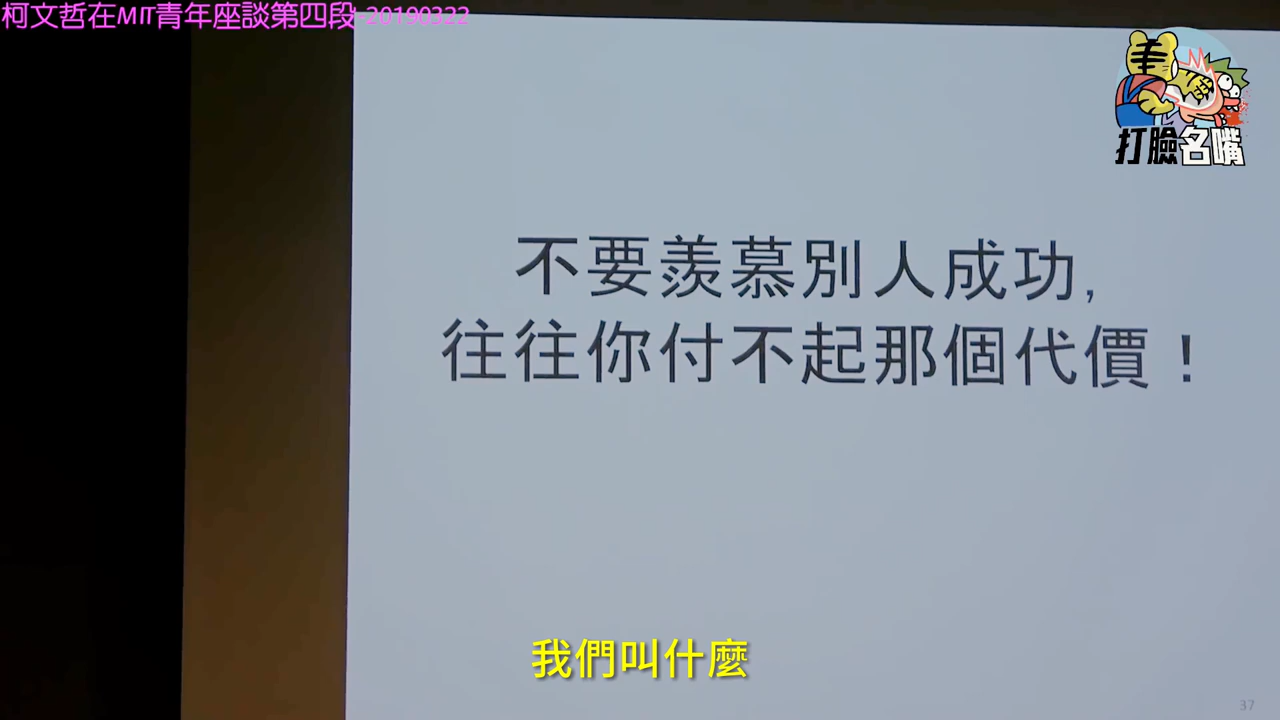 柯文哲在MIT青年座談第四段-20190322
打臉名嘴
不要羨慕別人成功,
往往你付不起那個代價！
我們叫什麼
37